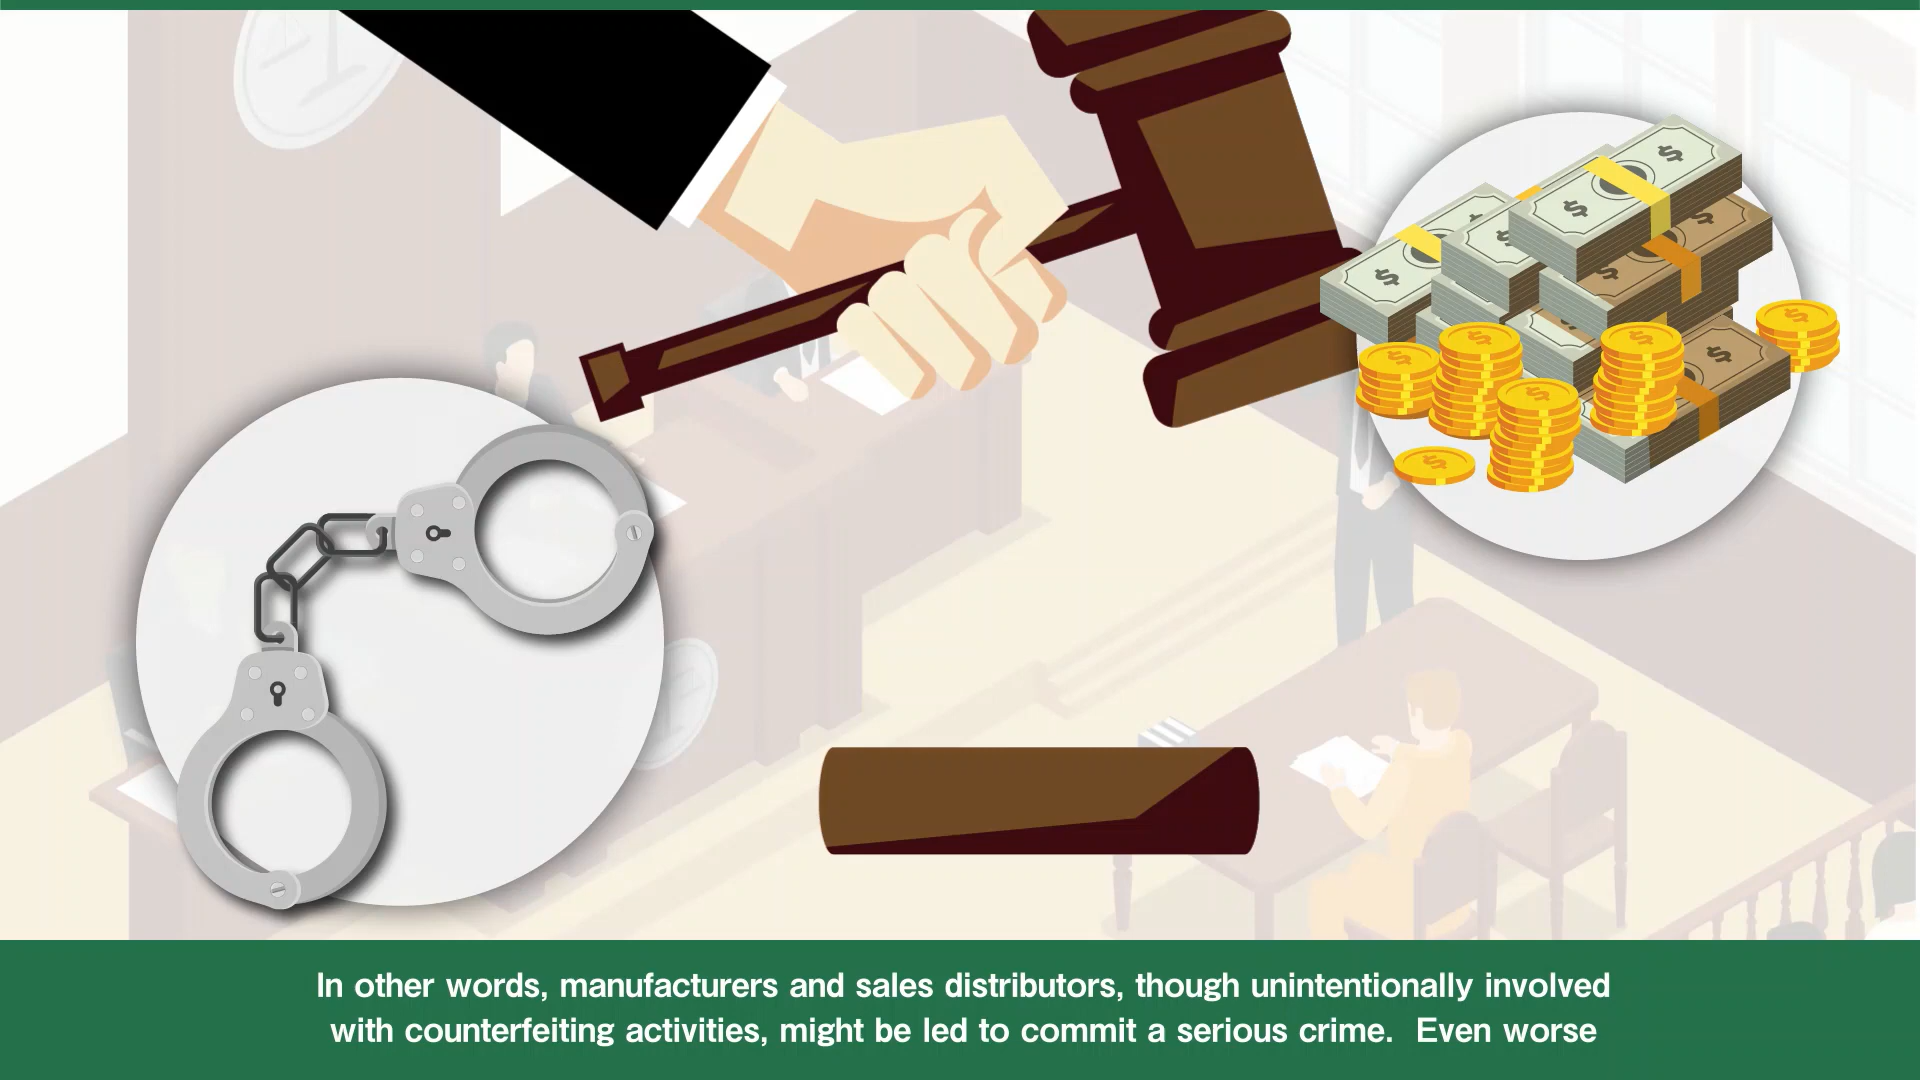 In other words, manufacturers and sales distributors, though unintentionally involved
with counterfeiting activities, might be led to commit a serious crime.  Even worse